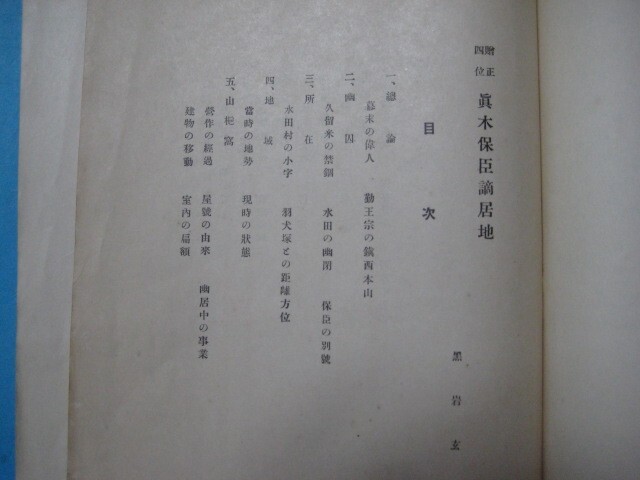 贈正四位 眞木保臣謫居地
黒岩玄
目次
一、總論
幕末の偉人 勤王宗の鎭西本山
二、幽因
久留米の禁錮 水田の幽閉 保臣の別號
三、所在
水田村の小字 羽犬塚との距離方位
四、地域
當時的地勢 現時の狀態
五、山梔窩
營作の經過 屋號の由來 幽居中の事業
建物の移動 室內の扁額